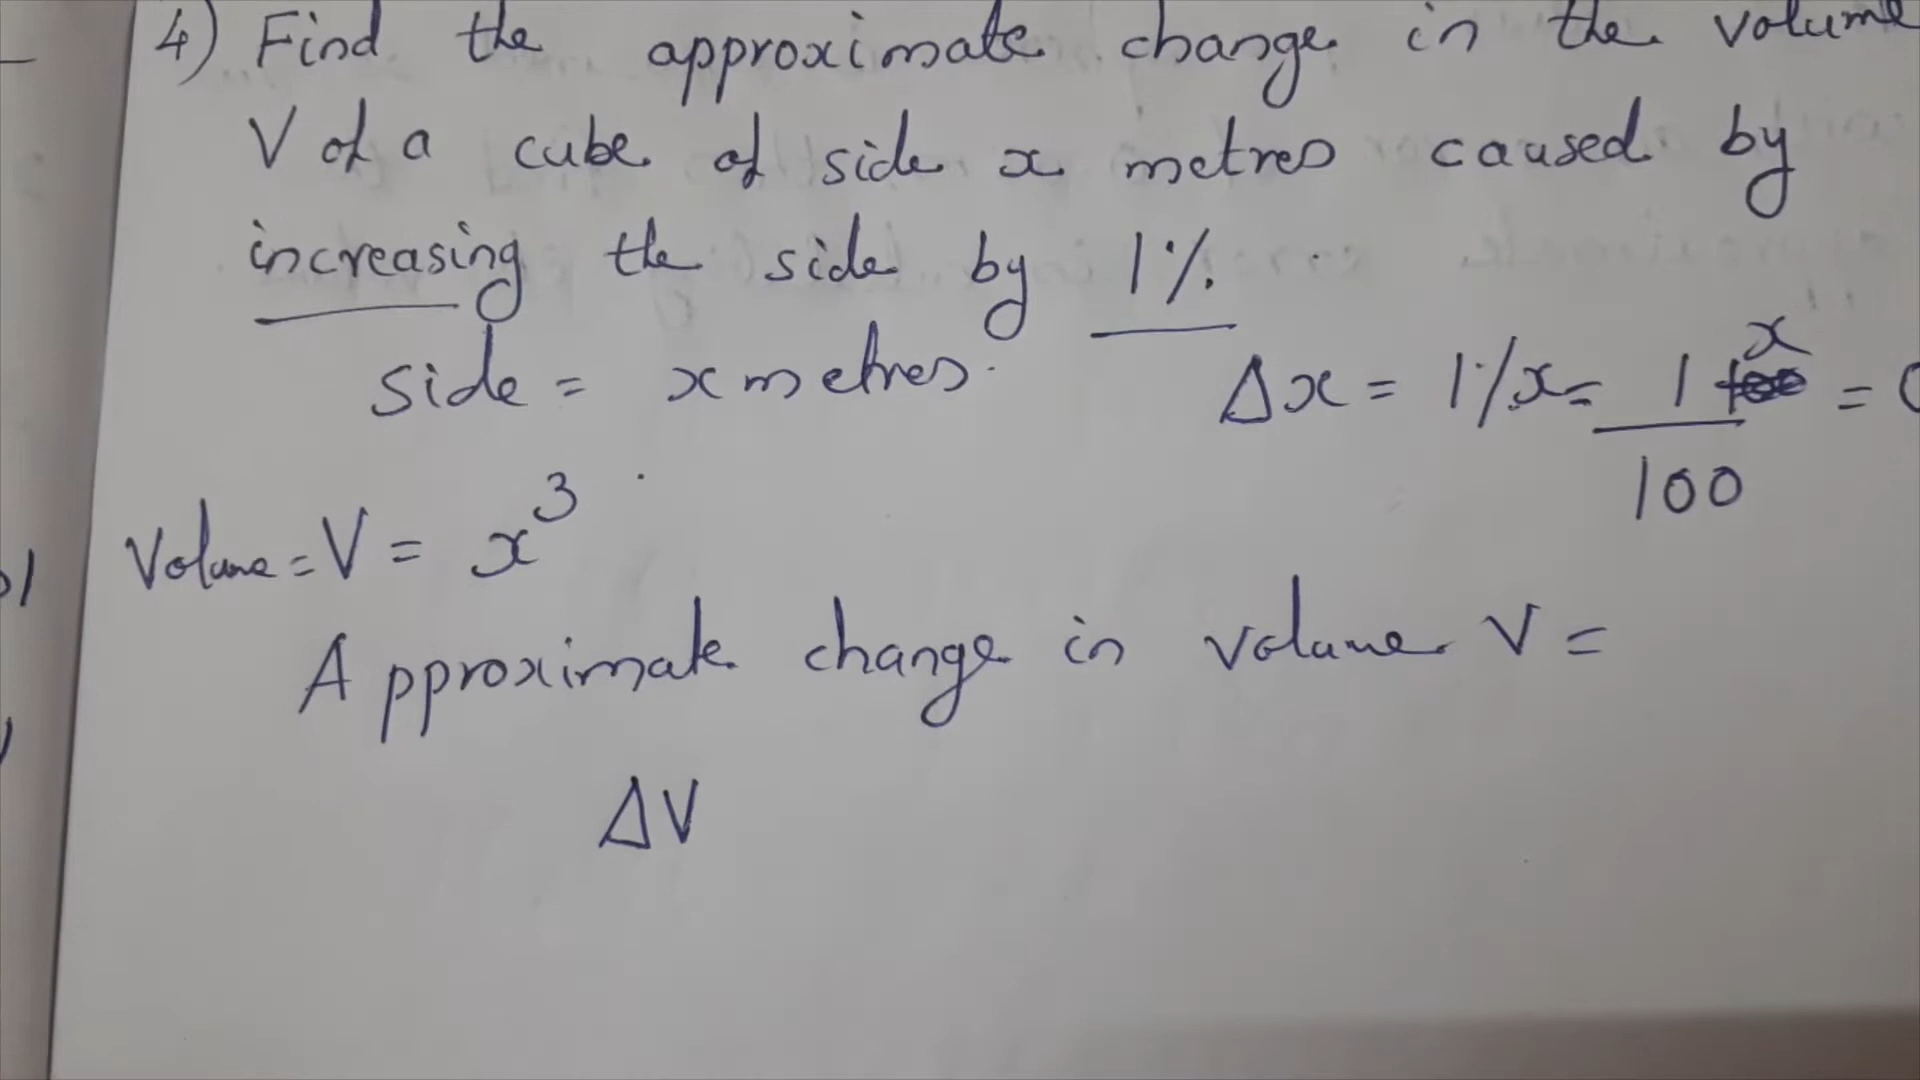 4) Find the approximate change in the volume
V of a cube of side x metres caused by
increasing the side by 1%.
side = x metres.
Δx = 1%x = 1x/100 =
Volume = V = x³
Approximate change in volume V =
ΔV